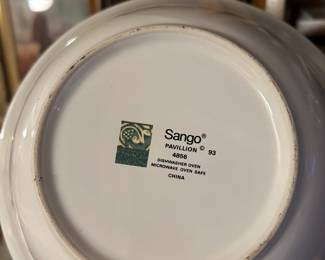 Sango®
PAVILLION © 93
4856
DISHWASHER OVEN
MICROWAVE OVEN SAFE
CHINA